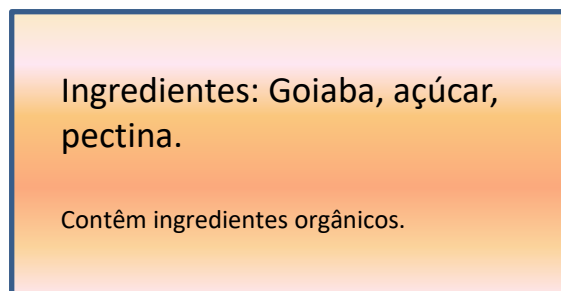 Ingredientes: Goiaba, açúcar,
pectina.
Contêm ingredientes orgânicos.